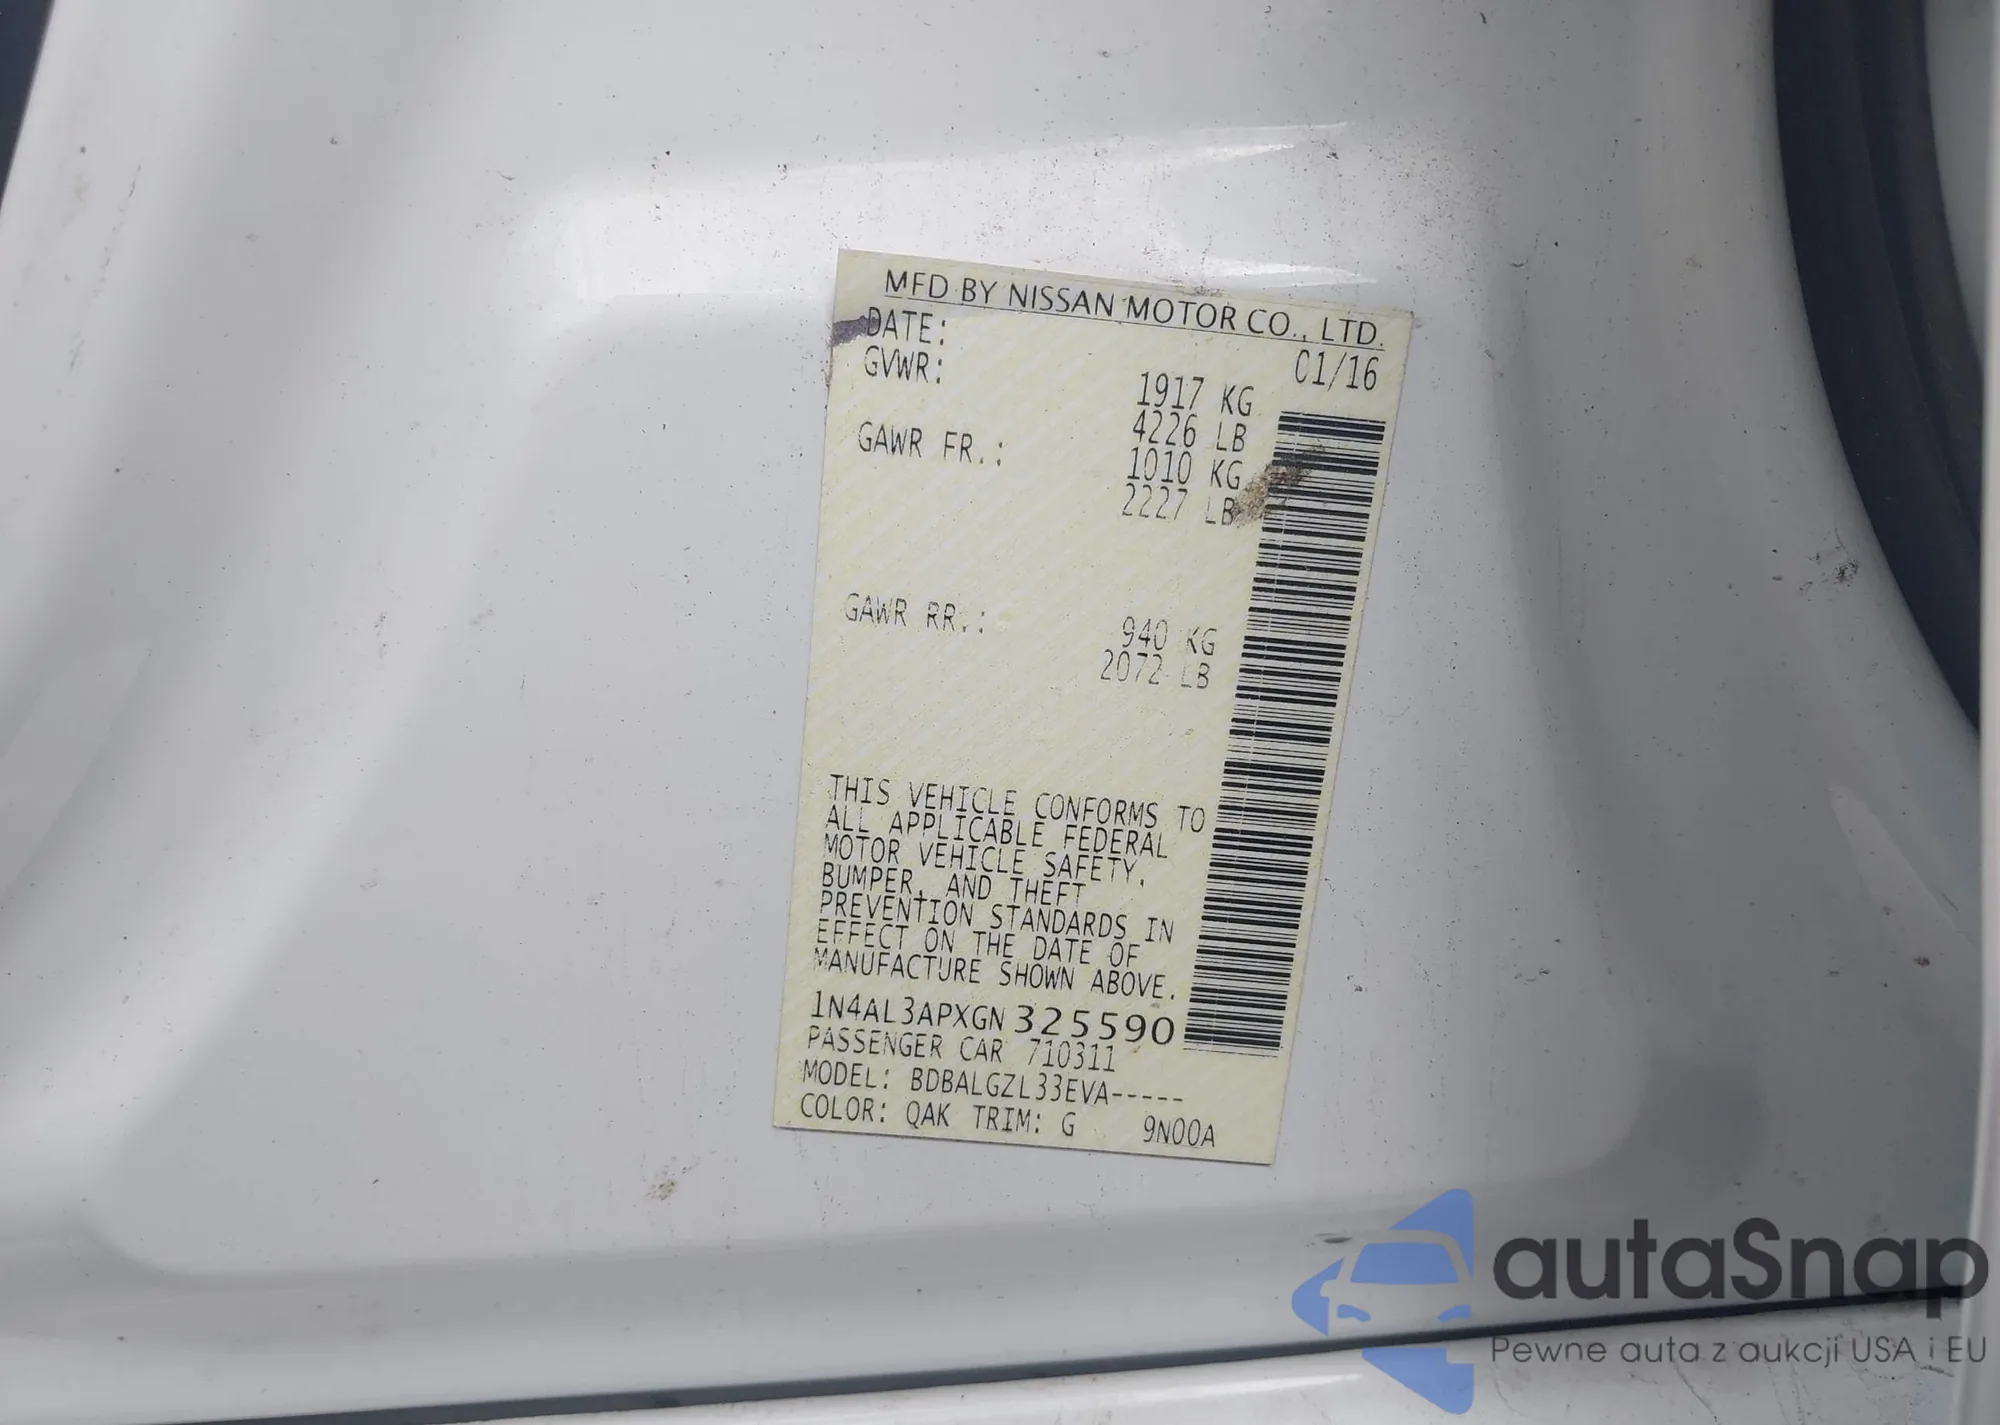 MFD BY NISSAN MOTOR CO., LTD.
DATE: 01/16
GVWR: 1917 KG
4226 LB
GAWR FR.: 1010 KG
2227 LB
GAWR RR.: 940 KG
2072 LB
THIS VEHICLE CONFORMS TO
ALL APPLICABLE FEDERAL
MOTOR VEHICLE SAFETY,
BUMPER, AND THEFT
PREVENTION STANDARDS IN
EFFECT ON THE DATE OF
MANUFACTURE SHOWN ABOVE.
1N4AL3APXGN325590
PASSENGER CAR 710311
MODEL: BDBALGZL33EVA-----
COLOR: QAK TRIM: G 9N00A
autaSnap
Pewne auta z aukcji USA i EU